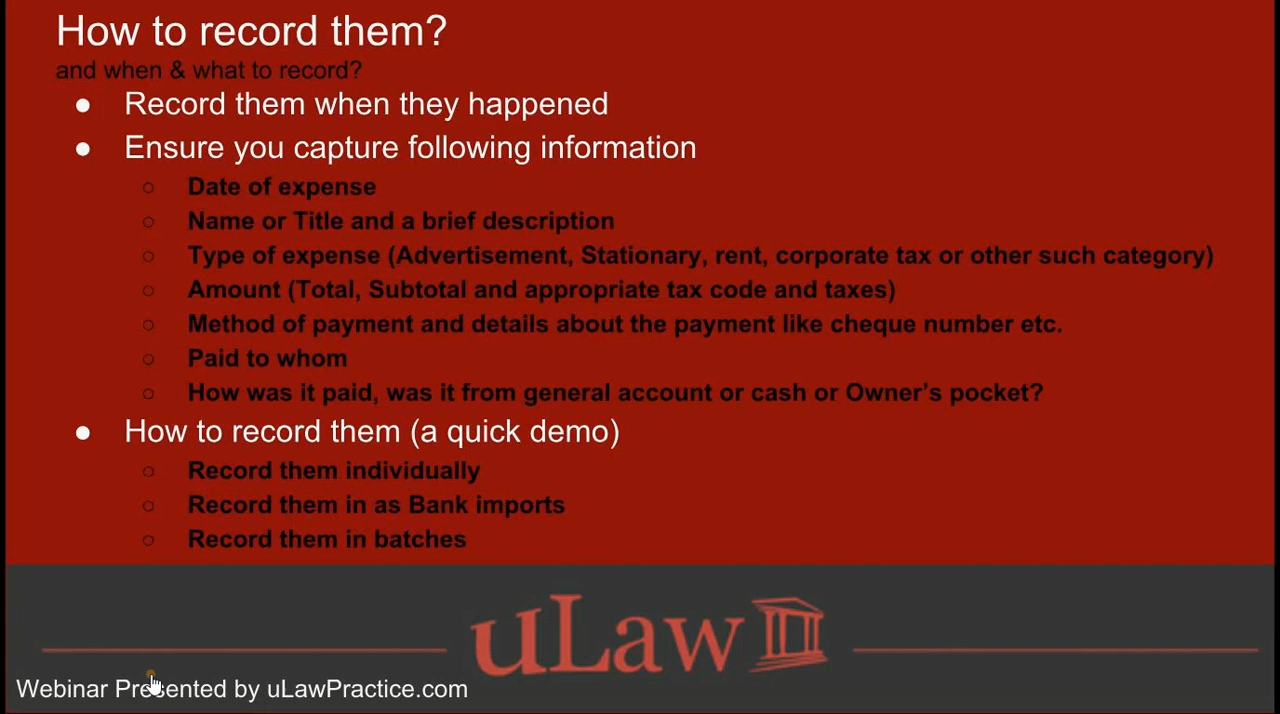 How to record them?
and when & what to record?
● Record them when they happened
● Ensure you capture following information
○ Date of expense
○ Name or Title and a brief description
○ Type of expense (Advertisement, Stationary, rent, corporate tax or other such category)
○ Amount (Total, Subtotal and appropriate tax code and taxes)
○ Method of payment and details about the payment like cheque number etc.
○ Paid to whom
○ How was it paid, was it from general account or cash or Owner’s pocket?
● How to record them (a quick demo)
○ Record them individually
○ Record them in as Bank imports
○ Record them in batches
uLaw
Webinar Presented by uLawPractice.com